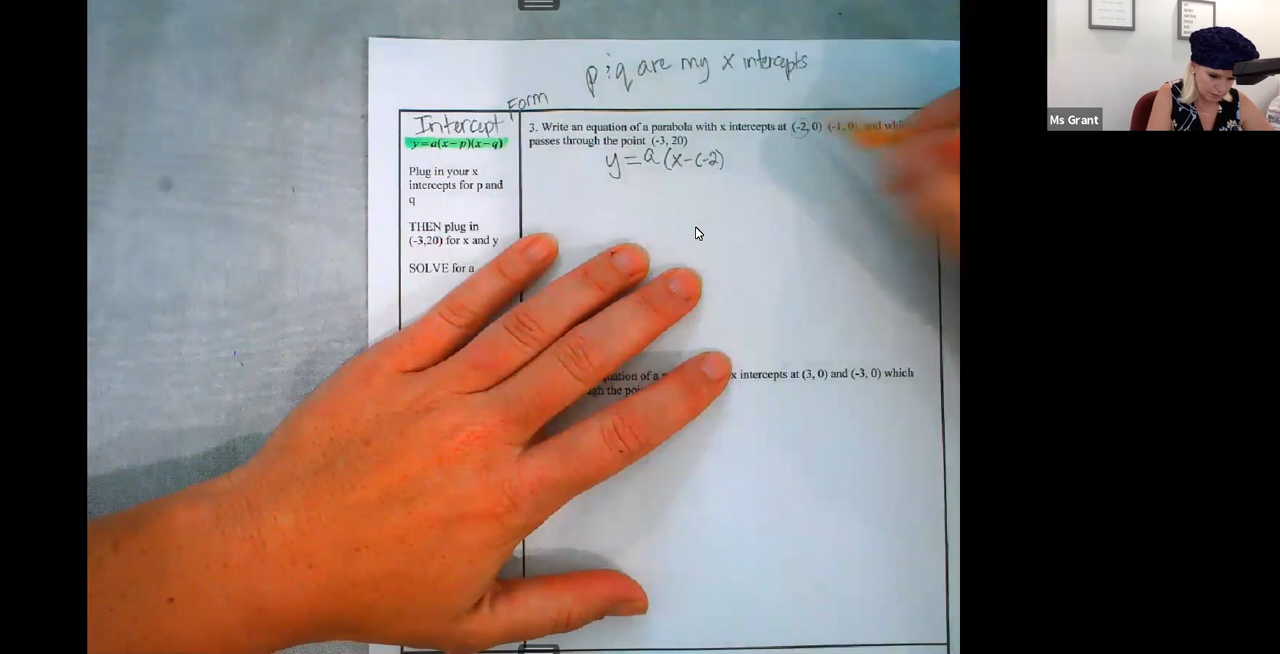 p ; q are my x intercepts
Form
Intercept
y=a(x−p)(x−q)
Plug in your x
intercepts for p and
q
THEN plug in
(-3,20) for x and y
SOLVE for a
3. Write an equation of a parabola with x intercepts at (-2, 0) (-1, 0) and
passes through the point (-3, 20)
y=a(x-(-2)
of a x intercepts at (3, 0) and (-3, 0) which
the
Ms Grant